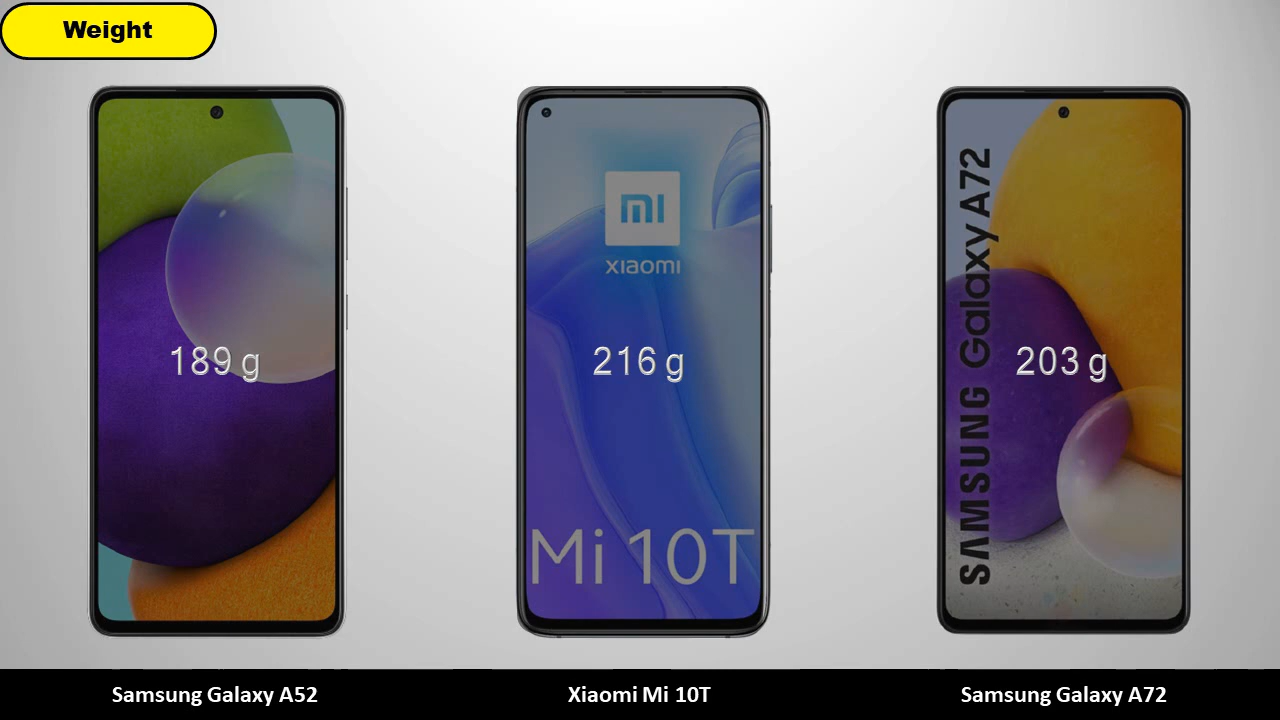 Weight
mi
xiaomi
189 g
216 g
203 g
Mi 10T
SAMSUNG Galaxy A72
Samsung Galaxy A52
Xiaomi Mi 10T
Samsung Galaxy A72